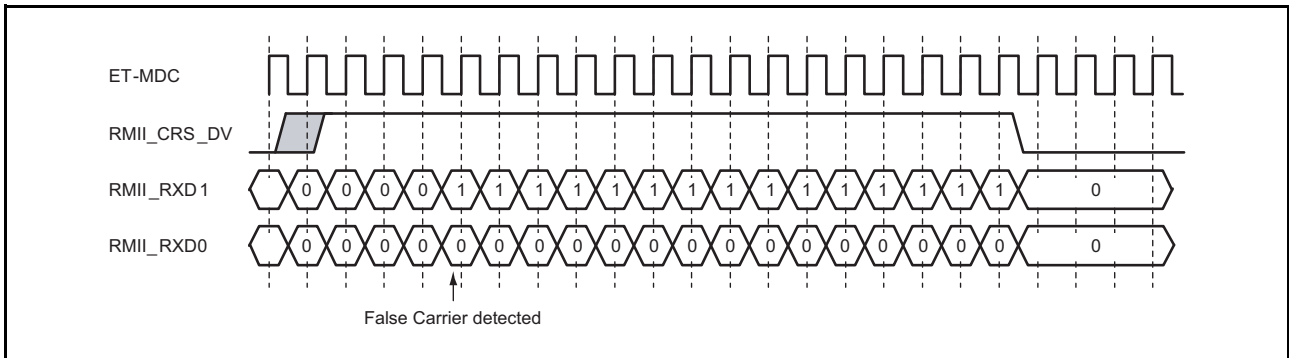 ET-MDC
RMII_CRS_DV
RMII_RXD1 0 0 0 0 1 1 1 1 1 1 1 1 1 1 1 1 1 1 1 0
RMII_RXD0 0 0 0 0 0 0 0 0 0 0 0 0 0 0 0 0 0 0 0 0
False Carrier detected